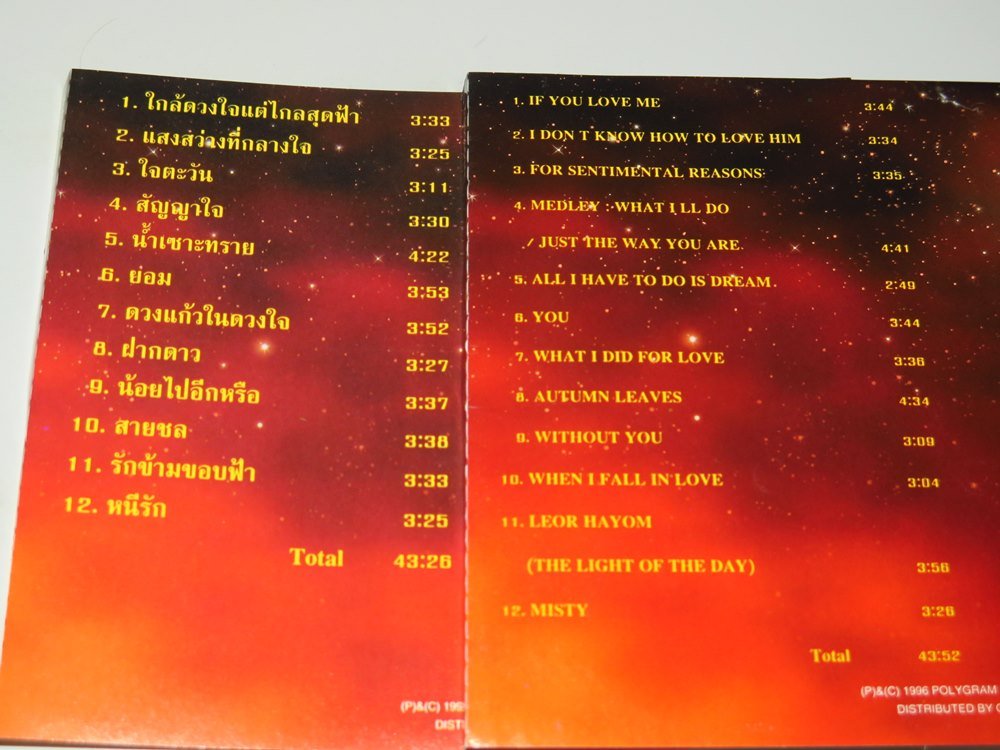 1. ใกล้ดวงใจแต่ไกลสุดฟ้า 3:33
2. แสงสว่างที่กลางใจ 3:25
3. ใจตะวัน 3:11
4. สัญญาใจ 3:30
5. น้ำเซาะทราย 4:22
6. ย่อม 3:53
7. ดวงแก้วในดวงใจ 3:52
8. ฝากดาว 3:27
9. น้อยไปอีกหรือ 3:37
10. สายชล 3:38
11. รักข้ามขอบฟ้า 3:33
12. หนีรัก 3:25
Total 43:26
(P)&(C) 199
DIST
1. IF YOU LOVE ME 3:44
2. I DON T KNOW HOW TO LOVE HIM 3:34
3. FOR SENTIMENTAL REASONS 3:35
4. MEDLEY : WHAT I LL DO
/ JUST THE WAY YOU ARE 4:41
5. ALL I HAVE TO DO IS DREAM 2:49
6. YOU 3:44
7. WHAT I DID FOR LOVE 3:36
8. AUTUMN LEAVES 4:34
9. WITHOUT YOU 3:09
10. WHEN I FALL IN LOVE 3:04
11. LEOR HAYOM
(THE LIGHT OF THE DAY) 3:56
12. MISTY 3:26
Total 43:52
(P)&(C) 1996 POLYGRAM
DISTRIBUTED BY